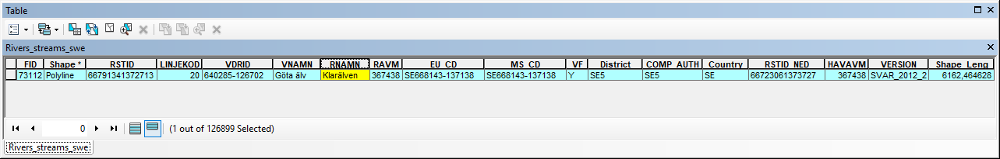 Table
Rivers_streams_swe
FID Shape * RSTID LINJEKOD VDRID VNAMN RNAMN RAVM EU_CD MS_CD VF District COMP_AUTH Country RSTID_NED HAVAVM VERSION Shape_Leng
73112 Polyline 66791341372713 20 640285-126702 Göta älv Klarälven 367438 SE668143-137138 SE668143-137138 Y SE5 SE5 SE 66723061373727 367438 SVAR_2012_2 6162,464628
0 (1 out of 126899 Selected)
Rivers_streams_swe